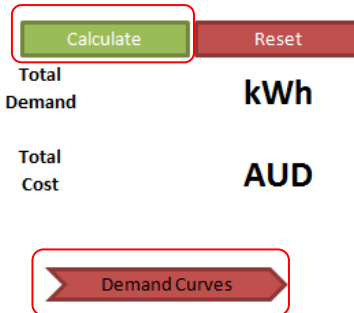 Calculate Reset
Total
Demand kWh
Total
Cost AUD
Demand Curves